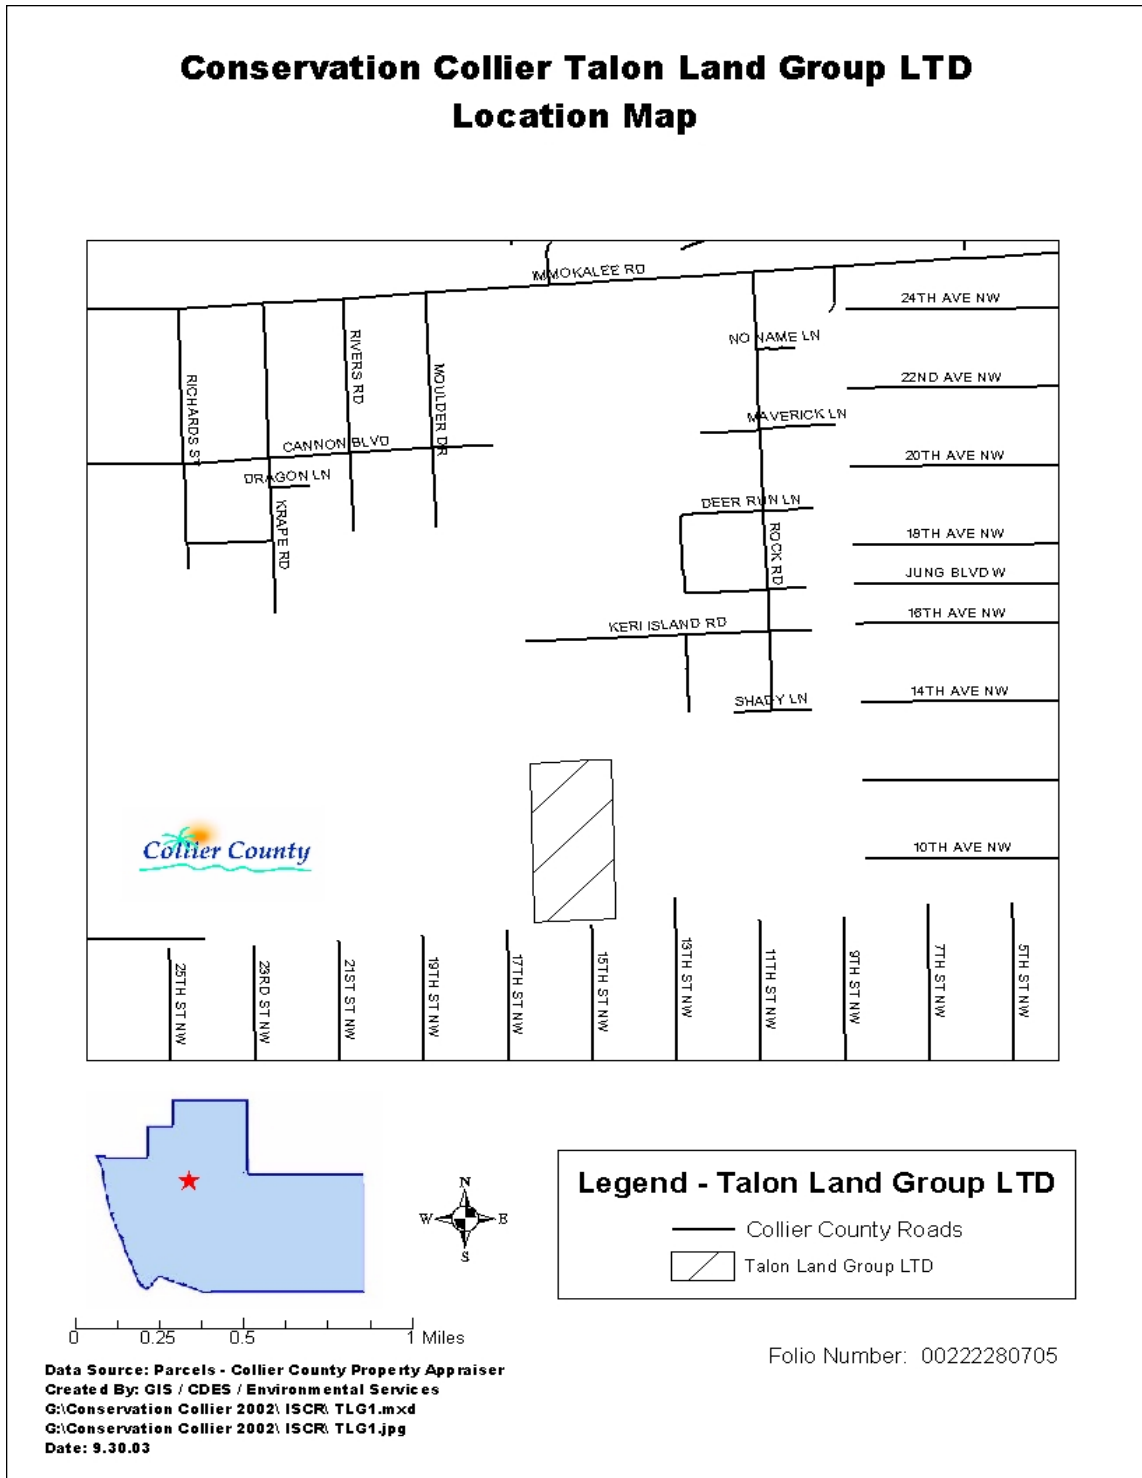 Conservation Collier Talon Land Group LTD
Location Map
IMMOKALEE RD
24TH AVE NW
NO NAME LN
RIVERS RD
MOULDER DR
RICHARDS ST
22ND AVE NW
MAVERICK LN
CANNON BLVD
20TH AVE NW
DRAGON LN
DEER RUN LN
KRAPE RD
ROCK RD
18TH AVE NW
JUNG BLVD W
16TH AVE NW
KERI ISLAND RD
14TH AVE NW
SHADY LN
Collier County
10TH AVE NW
25TH ST NW
23RD ST NW
21ST ST NW
19TH ST NW
17TH ST NW
15TH ST NW
13TH ST NW
11TH ST NW
9TH ST NW
7TH ST NW
5TH ST NW
N
W E
S
Legend - Talon Land Group LTD
Collier County Roads
Talon Land Group LTD
0 0.25 0.5 1 Miles
Folio Number: 00222280705
Data Source: Parcels - Collier County Property Appraiser
Created By: GIS / CDES / Environmental Services
G:\Conservation Collier 2002\ ISCR\ TLG1.mxd
G:\Conservation Collier 2002\ ISCR\ TLG1.jpg
Date: 9.30.03